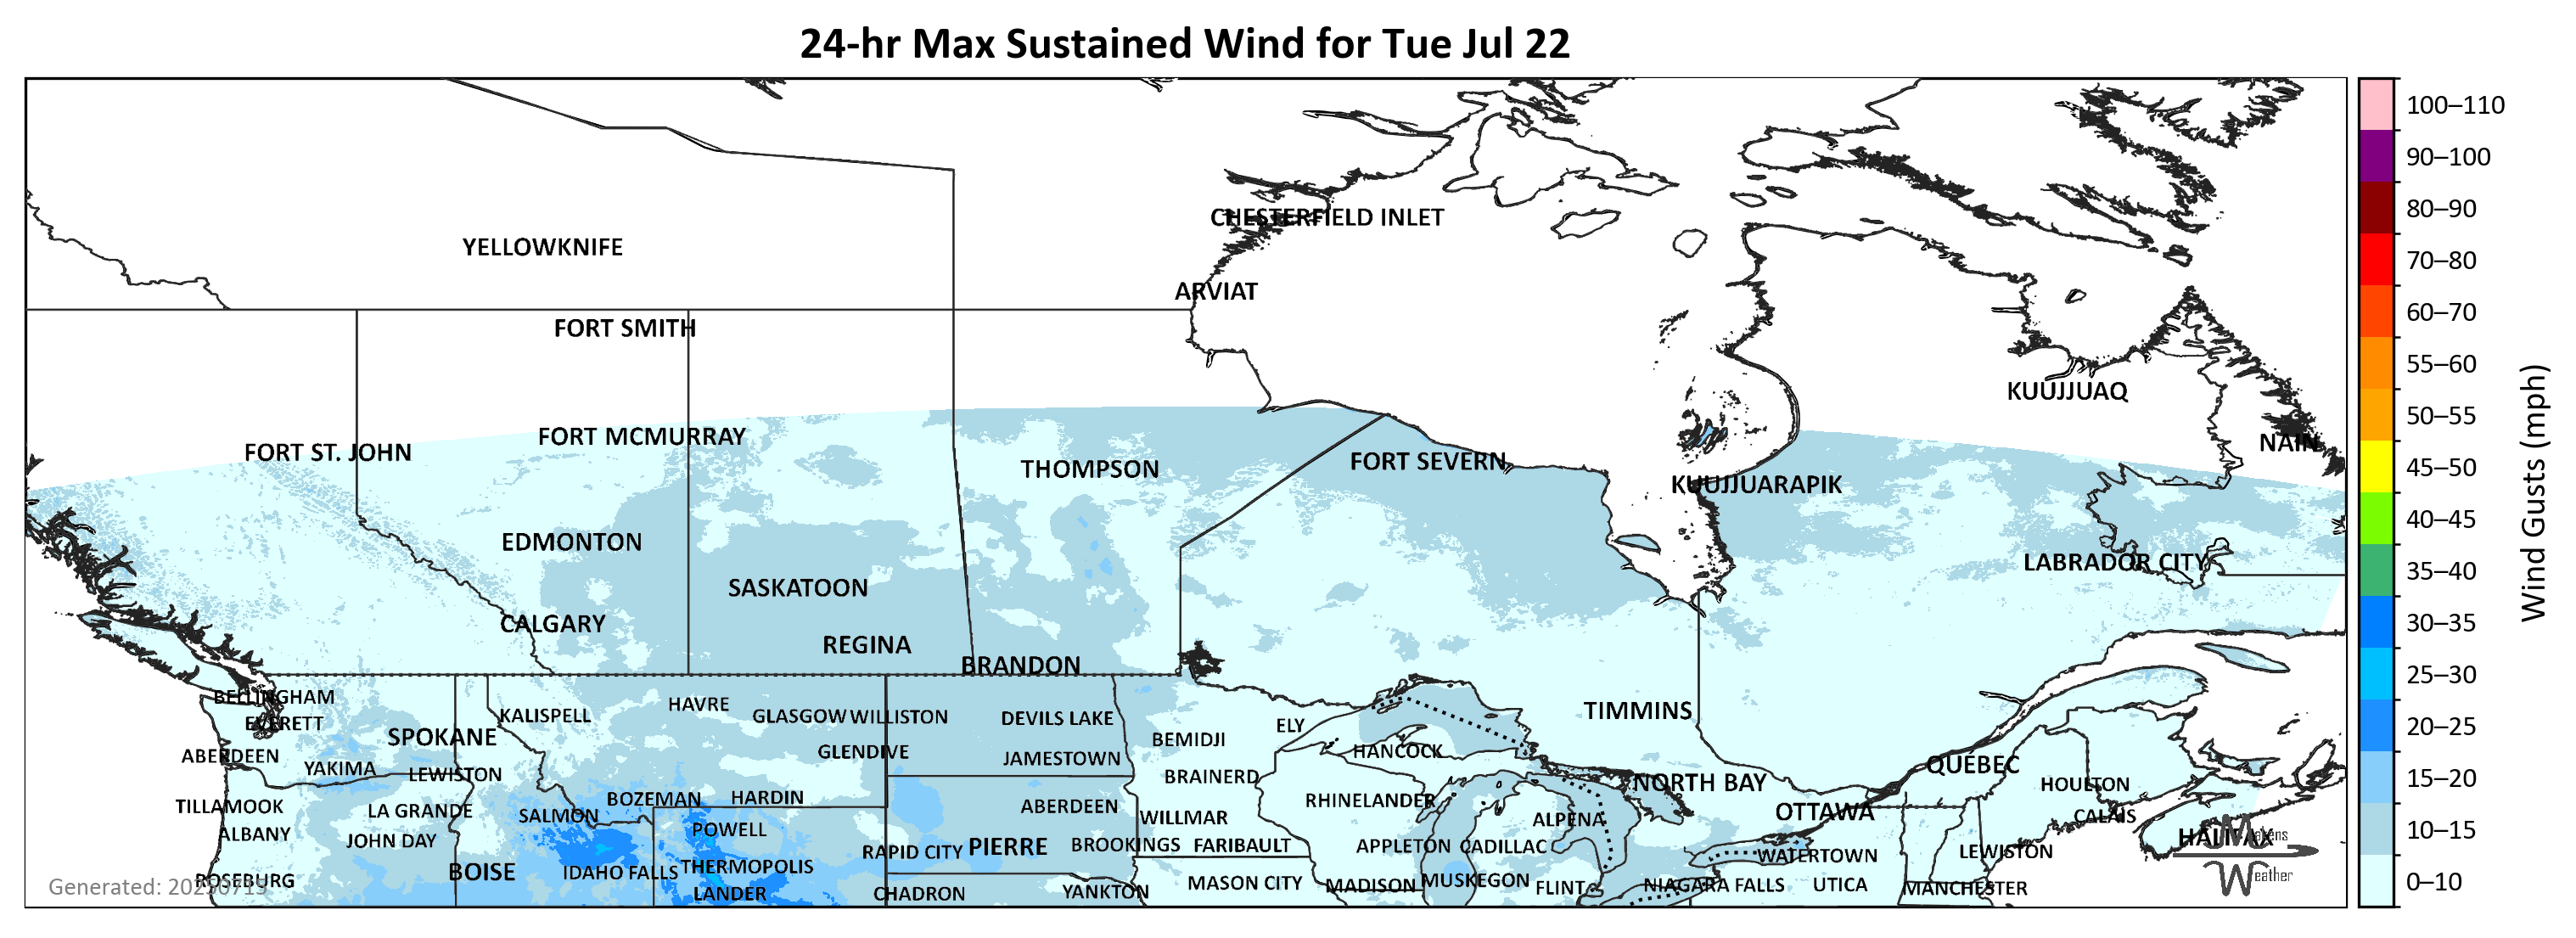 24-hr Max Sustained Wind for Tue Jul 22
100–110
90–100
80–90
70–80
60–70
55–60
50–55
45–50
40–45
35–40
30–35
25–30
20–25
15–20
10–15
0–10
Wind Gusts (mph)
CHESTERFIELD INLET
YELLOWKNIFE
ARVIAT
FORT SMITH
KUUJJUAQ
FORT MCMURRAY
NAIN
FORT ST. JOHN
FORT SEVERN
THOMPSON
KUUJJUARAPIK
EDMONTON
LABRADOR CITY
SASKATOON
CALGARY
REGINA
BRANDON
BELLINGHAM
HAVRE
TIMMINS
KALISPELL
GLASGOW
WILLISTON
DEVILS LAKE
EVERETT
ELY
SPOKANE
BEMIDJI
HANCOCK
GLENDIVE
ABERDEEN
JAMESTOWN
QUÉBEC
YAKIMA
LEWISTON
BRAINERD
NORTH BAY
HOULTON
BOZEMAN
HARDIN
RHINELANDER
TILLAMOOK
ABERDEEN
LA GRANDE
OTTAWA
SALMON
CALAIS
WILLMAR
ALPENA
POWELL
ALBANY
HALIFAX
Makens
JOHN DAY
PIERRE
BROOKINGS
FARIBAULT
APPLETON
CADILLAC
RAPID CITY
LEWISTON
WATERTOWN
THERMOPOLIS
BOISE
IDAHO FALLS
Weather
ROSEBURG
MUSKEGON
MASON CITY
NIAGARA FALLS
UTICA
MADISON
FLINT
MANCHESTER
YANKTON
CHADRON
LANDER
Generated: 20250715